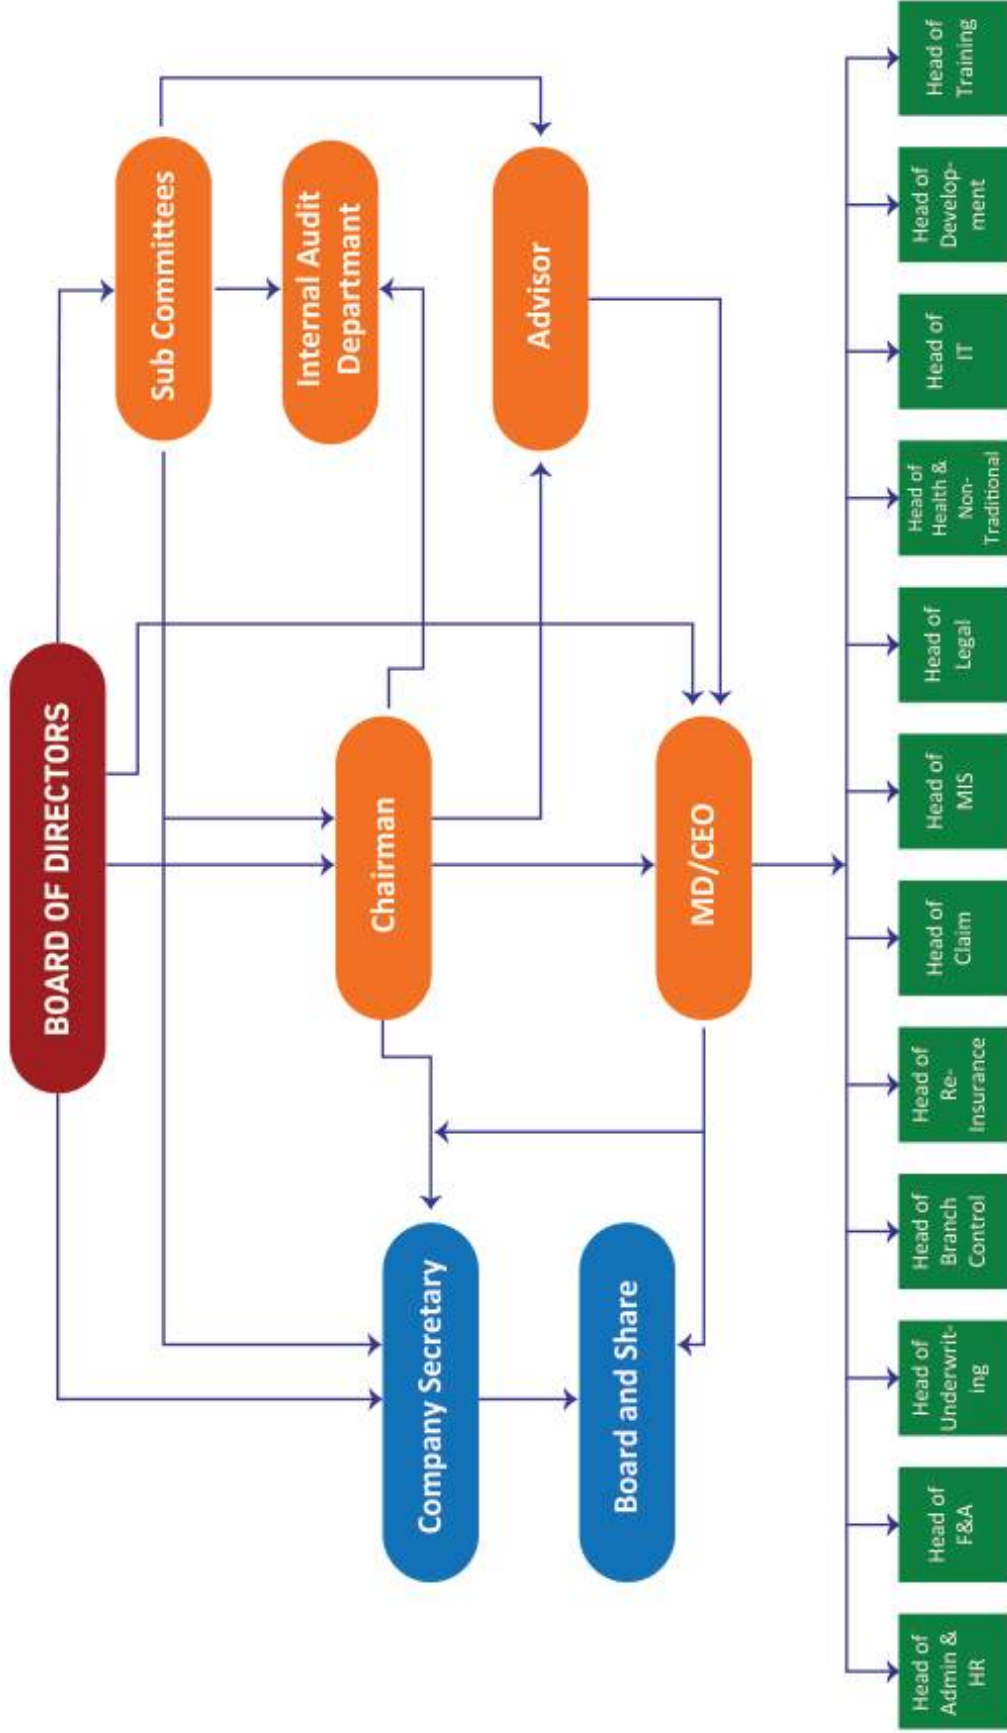 BOARD OF DIRECTORS
Sub Committees
Internal Audit
Departmant
Chairman
Company Secretary
Advisor
Board and Share
MD/CEO
Head of
Admin &
HR
Head of
F&A
Head of
Underwrit-
ing
Head of
Branch
Control
Head of
Re-
Insurance
Head of
Claim
Head of
MIS
Head of
Legal
Head of
Health &
Non-
Traditional
Head of
IT
Head of
Develop-
ment
Head of
Training